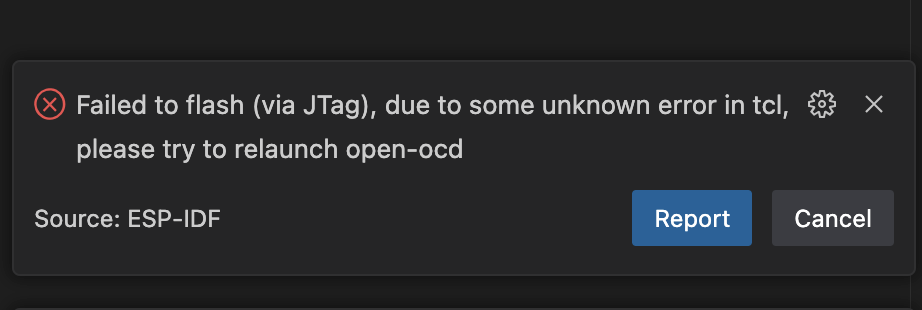 Failed to flash (via JTag), due to some unknown error in tcl,
please try to relaunch open-ocd
Source: ESP-IDF
Report
Cancel